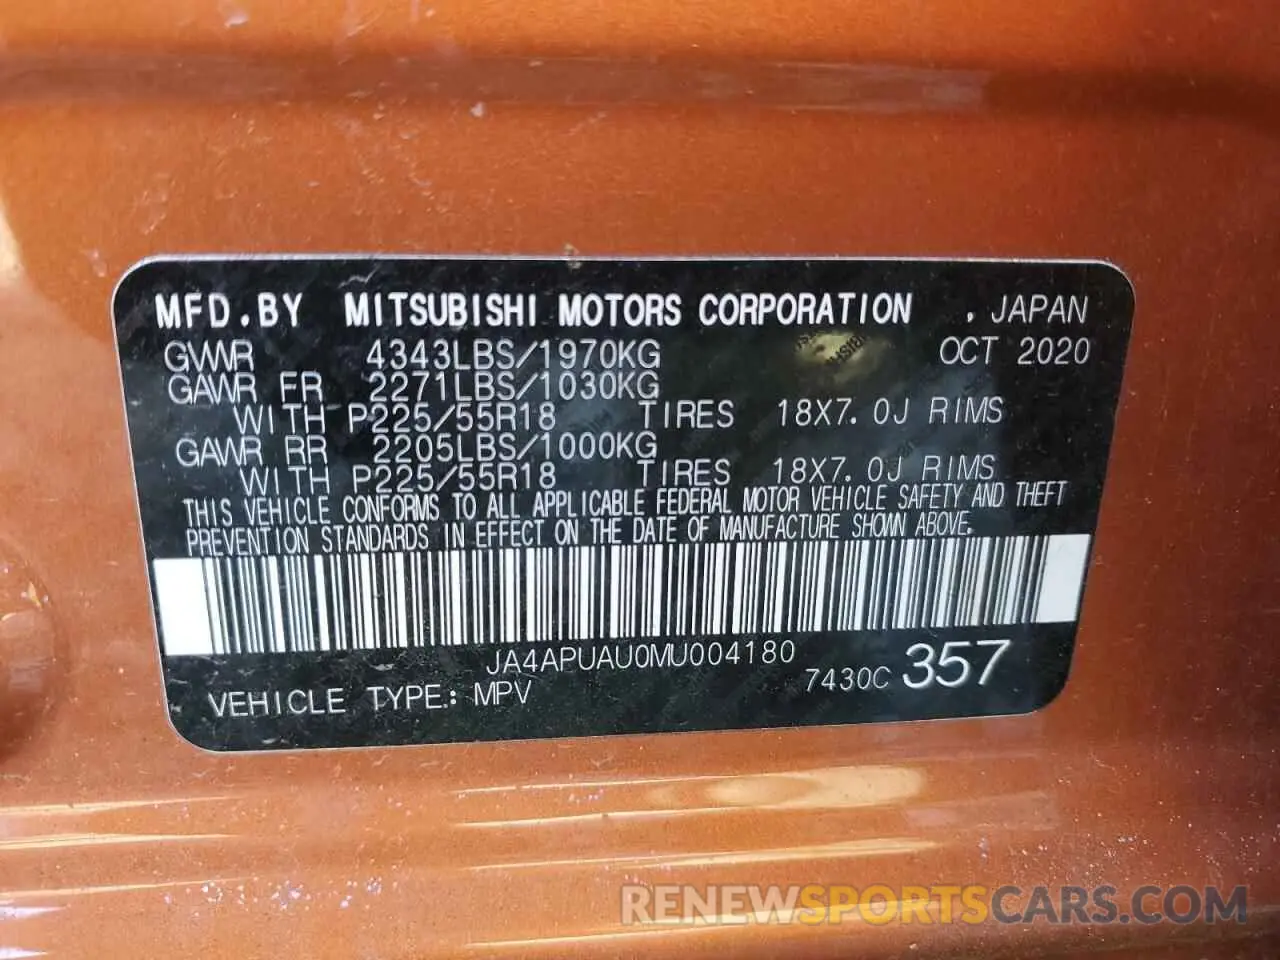 MFD.BY MITSUBISHI MOTORS CORPORATION . JAPAN
GVWR 4343LBS/1970KG OCT 2020
GAWR FR 2271LBS/1030KG
WITH P225/55R18 TIRES 18X7.0J RIMS
GAWR RR 2205LBS/1000KG
WITH P225/55R18 TIRES 18X7.0J RIMS
THIS VEHICLE CONFORMS TO ALL APPLICABLE FEDERAL MOTOR VEHICLE SAFETY AND THEFT
PREVENTION STANDARDS IN EFFECT ON THE DATE OF MANUFACTURE SHOWN ABOVE.
JA4APUAU0MU004180
7430C 357
VEHICLE TYPE: MPV
RENEWSPORTSCARS.COM